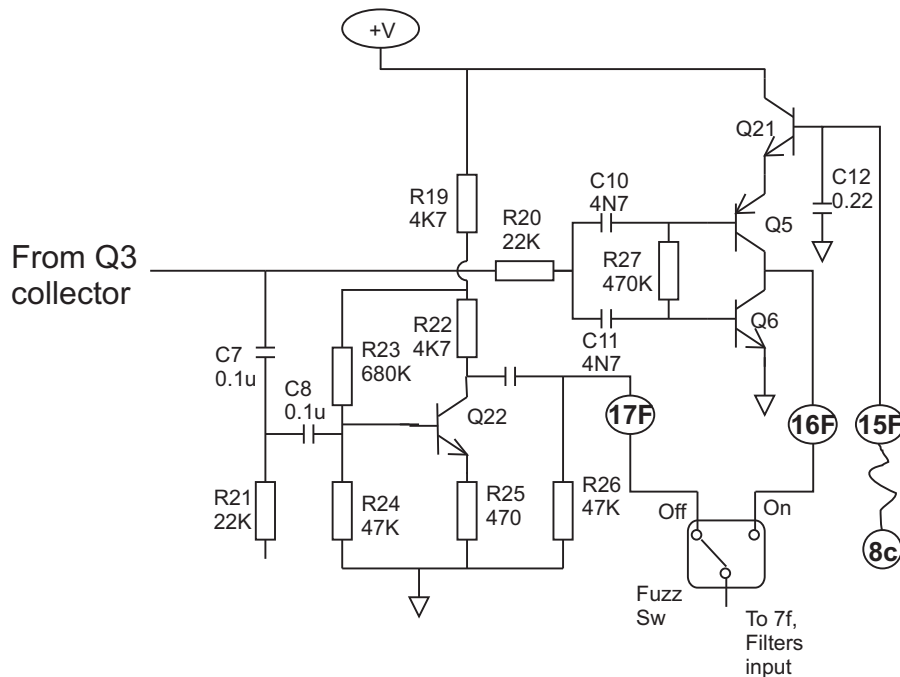 +V
Q21
C12
0.22
R19
4K7
C10
4N7
R20
22K
Q5
From Q3
collector
R27
470K
R22
4K7
Q6
C11
4N7
C7
0.1u
R23
680K
C8
0.1u
Q22
17F
16F
15F
R21
22K
R24
47K
R25
470
R26
47K
Off
On
8c
Fuzz
Sw
To 7f,
Filters
input